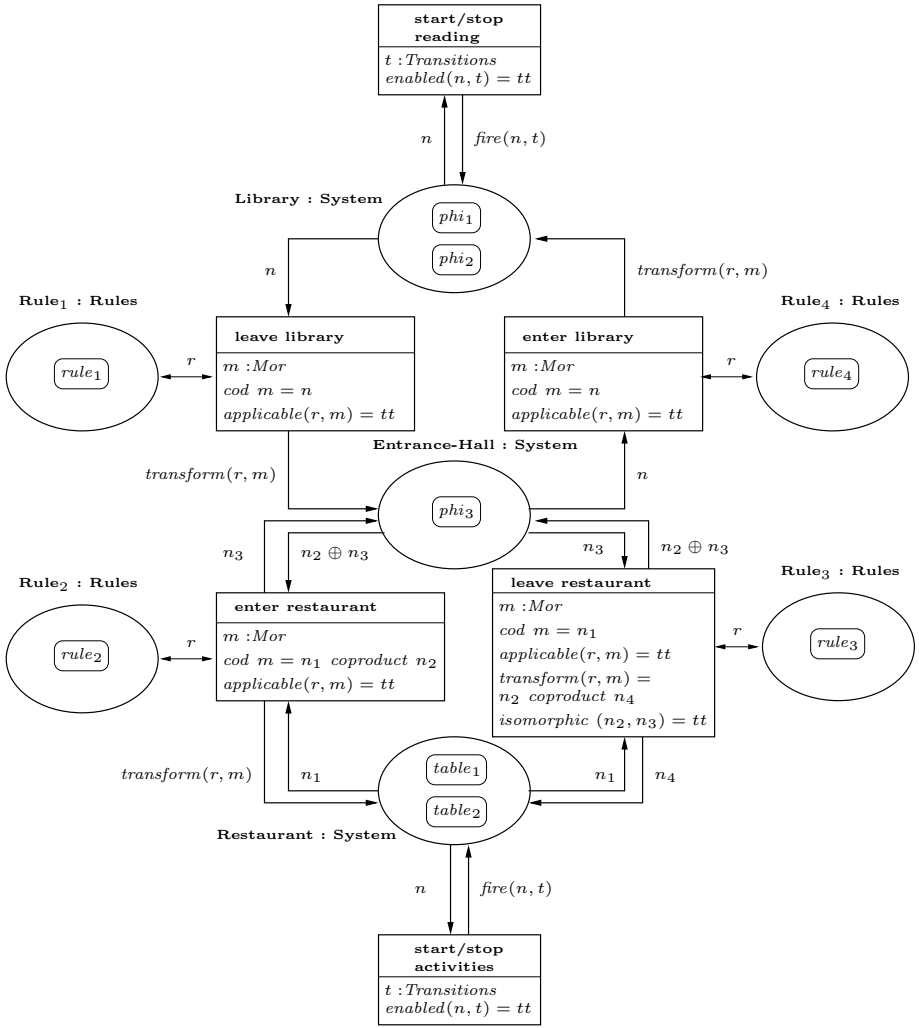 start/stop
reading
t : Transitions
enabled(n, t) = tt
n
fire(n, t)
Library : System
phi₁
phi₂
n
transform(r, m)
Rule₁ : Rules
Rule₄ : Rules
leave library
enter library
rule₁
r
m : Mor
cod m = n
applicable(r, m) = tt
m : Mor
cod m = n
applicable(r, m) = tt
r
rule₄
Entrance-Hall : System
transform(r, m)
n
phi₃
n₃
n₂ ⊕ n₃
n₃
n₂ ⊕ n₃
Rule₂ : Rules
Rule₃ : Rules
enter restaurant
leave restaurant
rule₂
r
m : Mor
cod m = n₁ coproduct n₂
applicable(r, m) = tt
m : Mor
cod m = n₁
applicable(r, m) = tt
transform(r, m) =
n₂ coproduct n₄
isomorphic (n₂, n₃) = tt
r
rule₃
transform(r, m)
n₁
table₁
table₂
n₁
n₄
Restaurant : System
n
fire(n, t)
start/stop
activities
t : Transitions
enabled(n, t) = tt